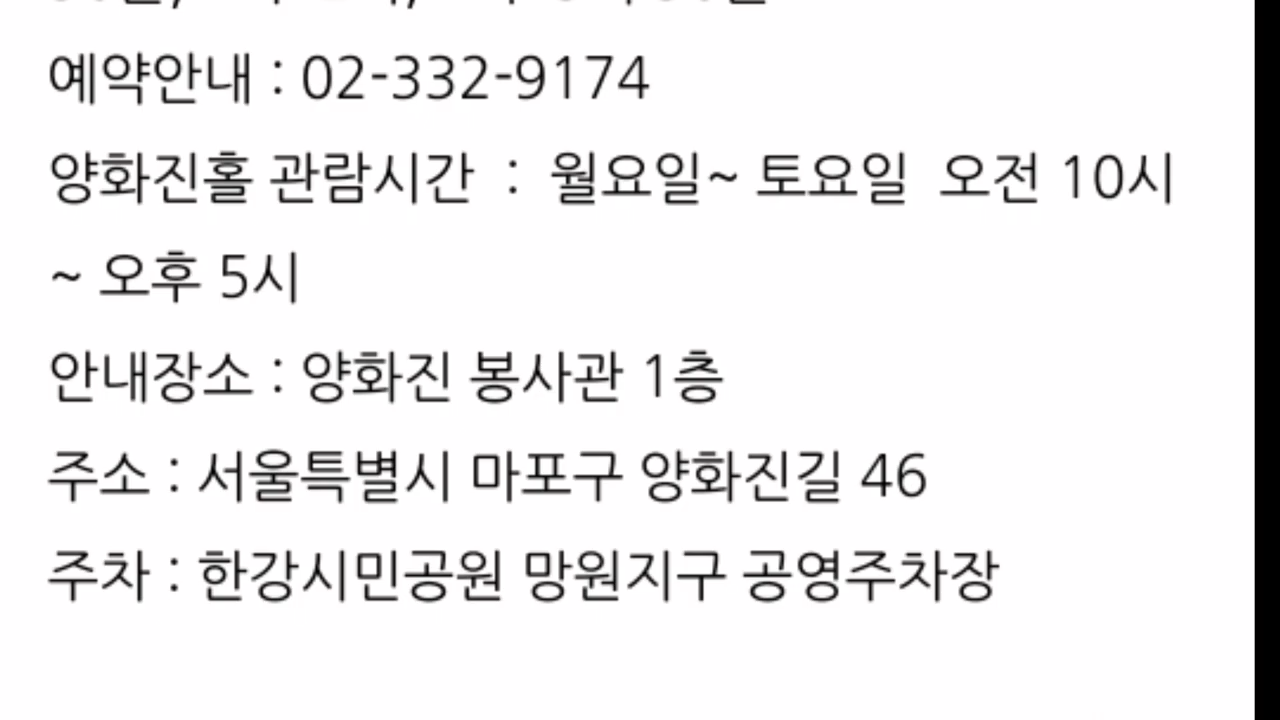 예약안내 : 02-332-9174
양화진홀 관람시간 : 월요일~ 토요일 오전 10시
~ 오후 5시
안내장소 : 양화진 봉사관 1층
주소 : 서울특별시 마포구 양화진길 46
주차 : 한강시민공원 망원지구 공영주차장